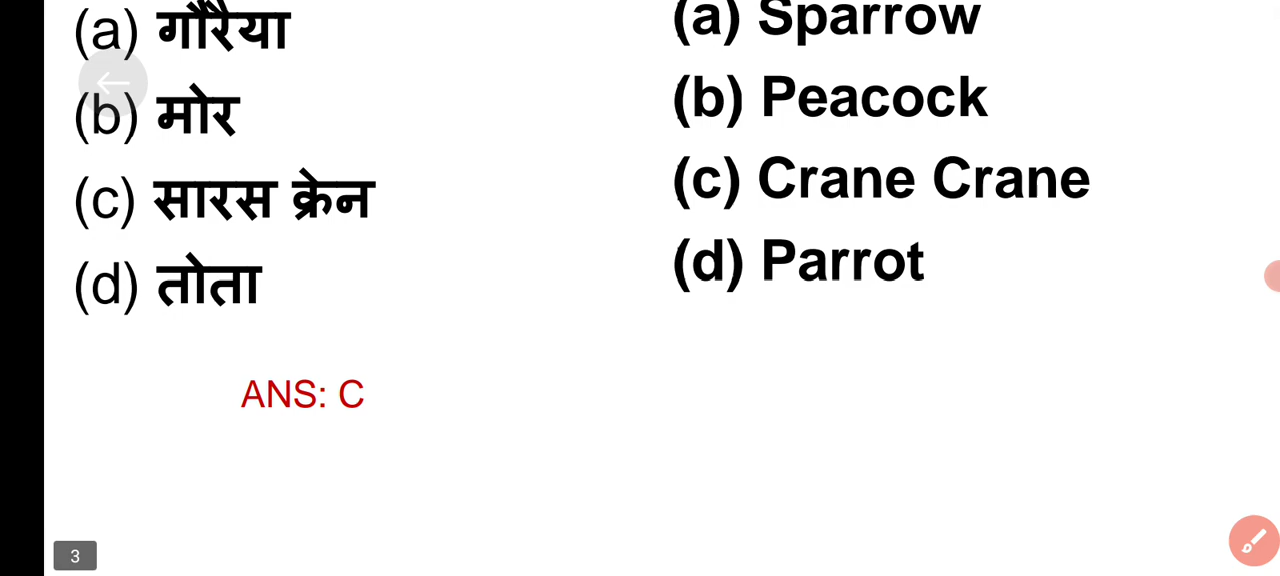 (a) गौरैया
(b) मोर
(c) सारस क्रेन
(d) तोता
(a) Sparrow
(b) Peacock
(c) Crane Crane
(d) Parrot
ANS: C
3